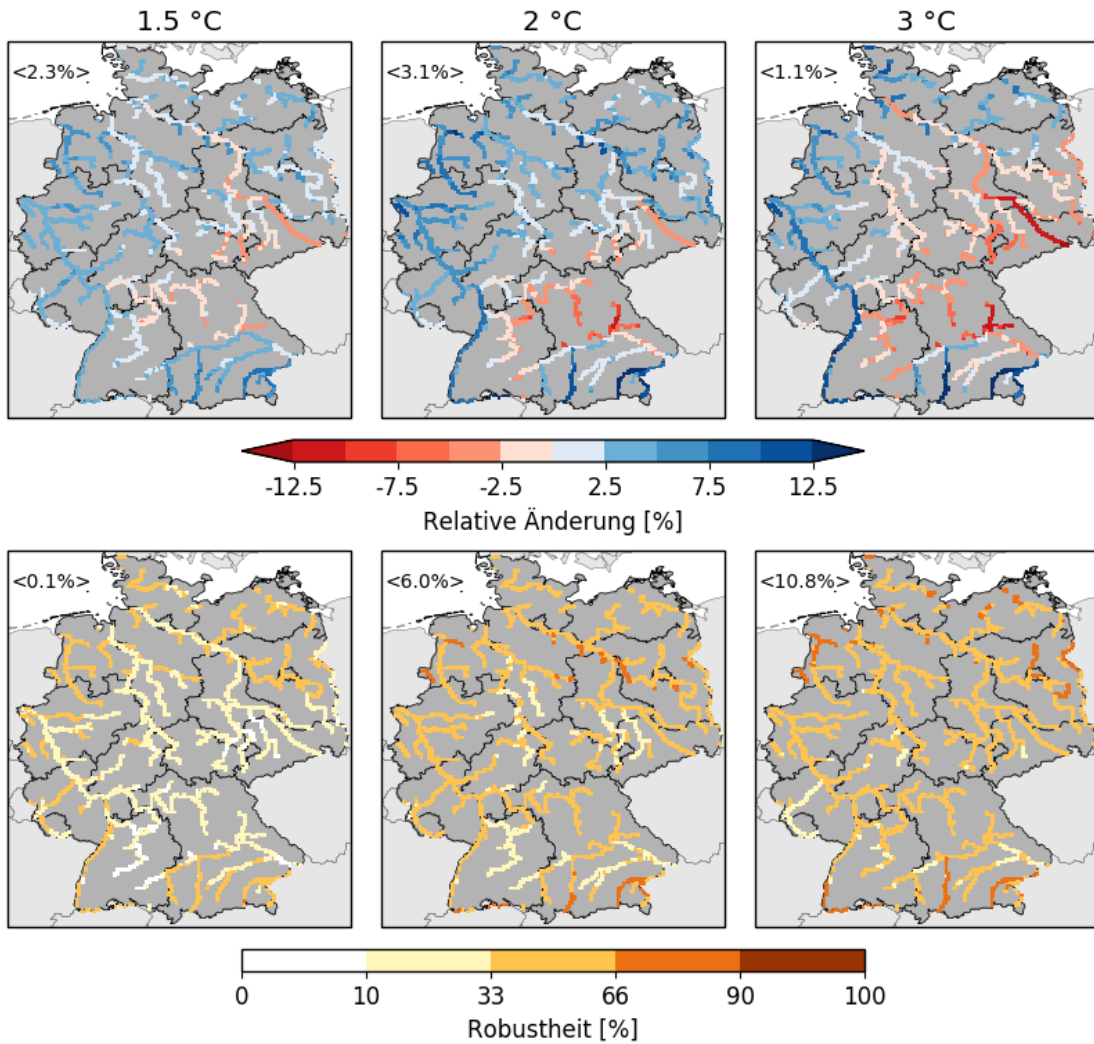 1.5 °C 2 °C 3 °C
<2.3%> <3.1%> <1.1%>
-12.5 -7.5 -2.5 2.5 7.5 12.5
Relative Änderung [%]
<0.1%> <6.0%> <10.8%>
0 10 33 66 90 100
Robustheit [%]